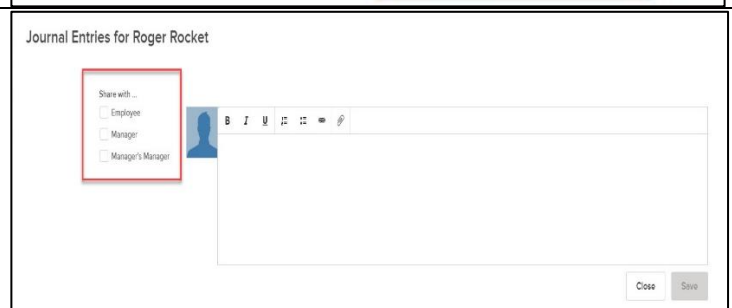 Journal Entries for Roger Rocket
Share with ...
Employee
Manager
Manager's Manager
B I U
Close Save